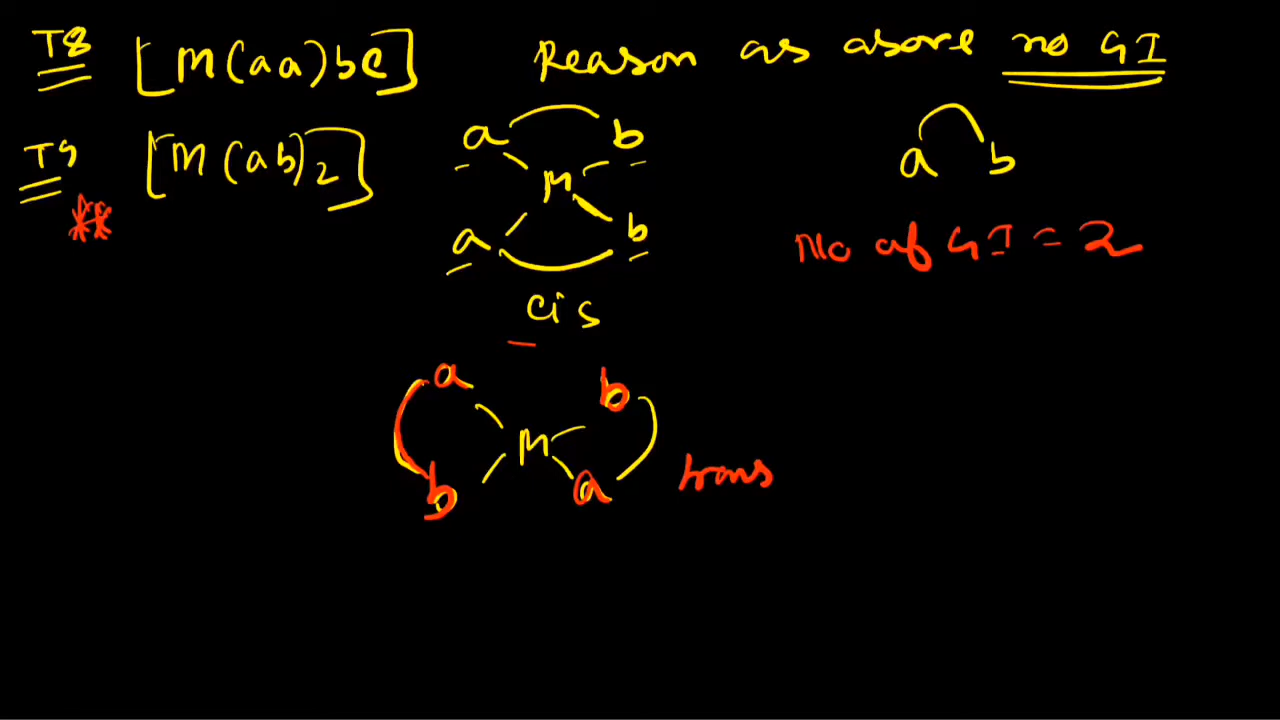 T8 [M(aa)bc] Reason as above no GI
T9 [M(ab)2]
a b
M
a b
cis
a b
No of GI = 2
a b
M
b a
trans